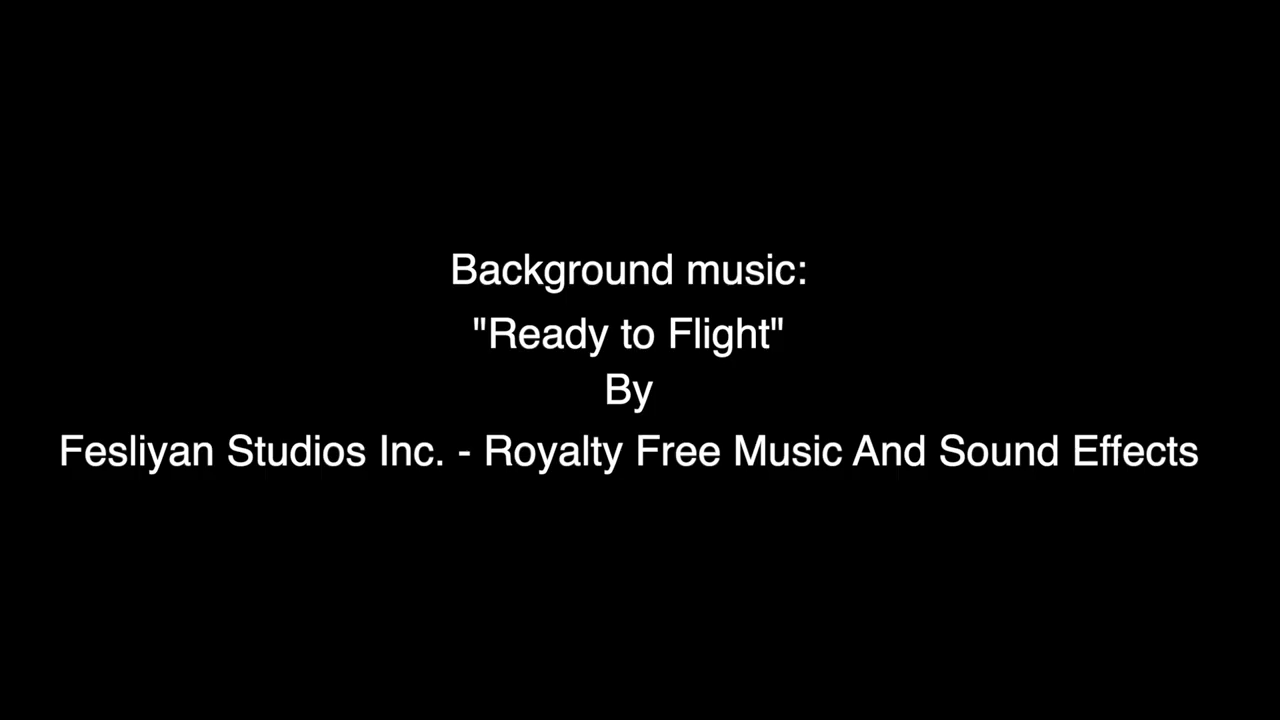 Background music:
"Ready to Flight"
By
Fesliyan Studios Inc. - Royalty Free Music And Sound Effects